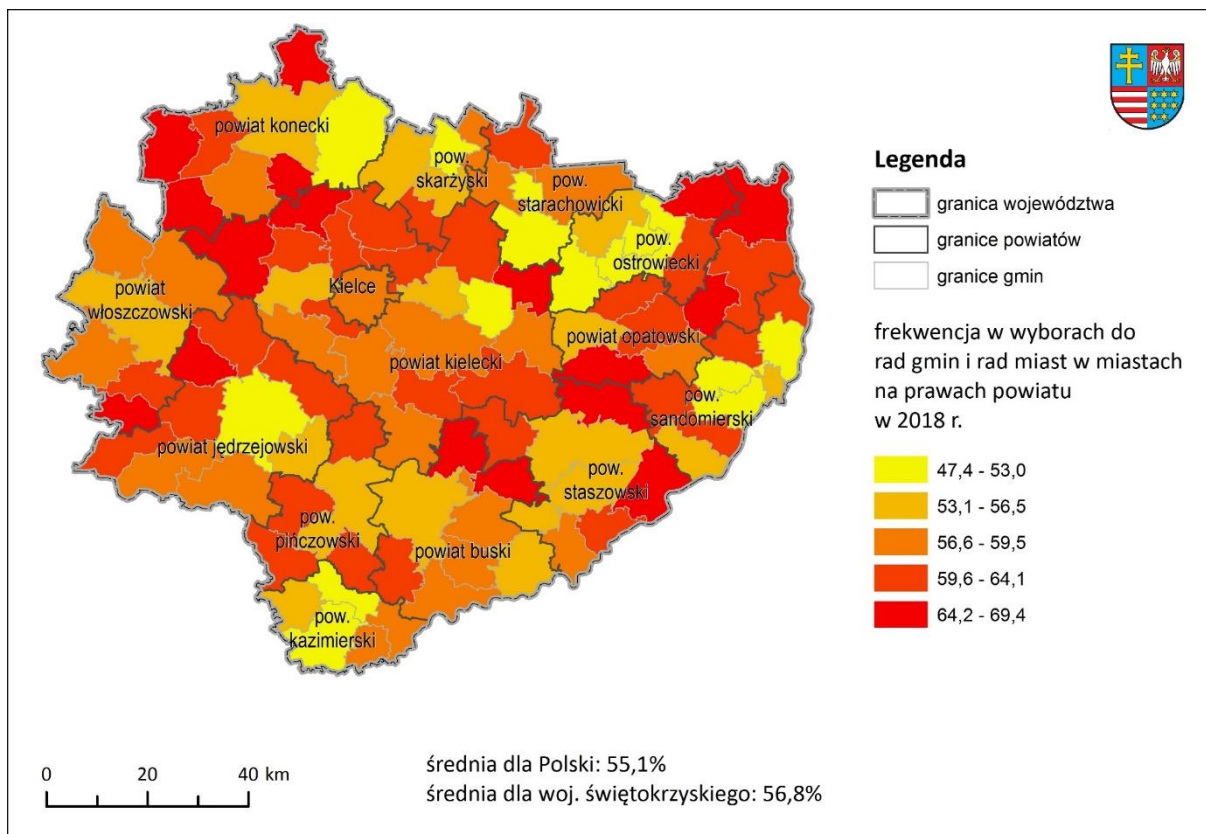 powiat konecki
pow.
skarżyski
pow.
starachowicki
pow.
ostrowiecki
powiat
włoszczowski
Kielce
powiat opatowski
powiat kielecki
pow.
sandomierski
powiat jędrzejowski
pow.
staszowski
pow.
pińczowski
powiat buski
pow.
kazimierski
Legenda
granica województwa
granice powiatów
granice gmin
frekwencja w wyborach do
rad gmin i rad miast w miastach
na prawach powiatu
w 2018 r.
47,4 - 53,0
53,1 - 56,5
56,6 - 59,5
59,6 - 64,1
64,2 - 69,4
0 20 40 km
średnia dla Polski: 55,1%
średnia dla woj. świętokrzyskiego: 56,8%